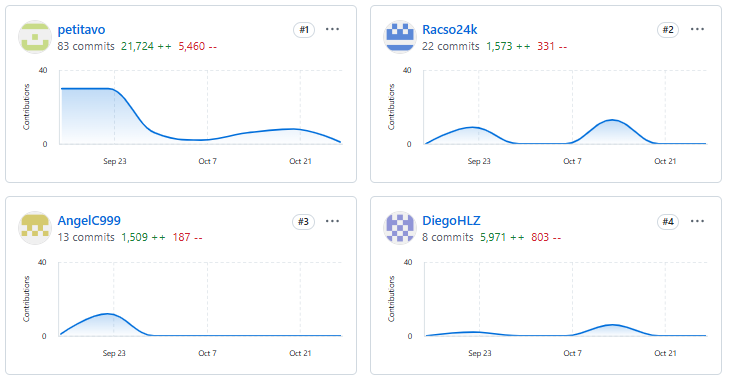 petitavo
#1
83 commits 21,724 ++ 5,460 --
40
Contributions
0
Sep 23 Oct 7 Oct 21
Racso24k
#2
22 commits 1,573 ++ 331 --
40
Contributions
0
Sep 23 Oct 7 Oct 21
AngelC999
#3
13 commits 1,509 ++ 187 --
40
Contributions
0
Sep 23 Oct 7 Oct 21
DiegoHLZ
#4
8 commits 5,971 ++ 803 --
40
Contributions
0
Sep 23 Oct 7 Oct 21